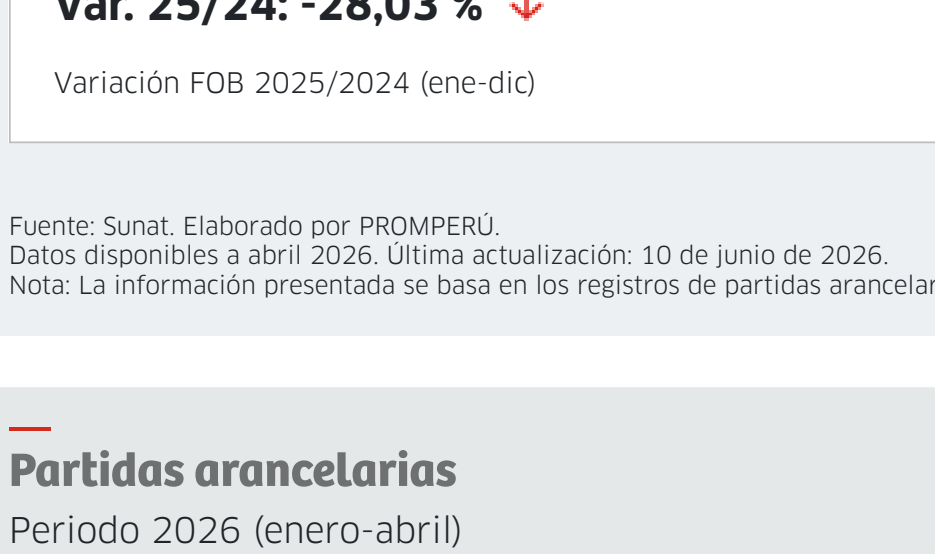 Var. 25/24: -28,03 %
Variación FOB 2025/2024 (ene-dic)
Fuente: Sunat. Elaborado por PROMPERÚ.
Datos disponibles a abril 2026. Última actualización: 10 de junio de 2026.
Nota: La información presentada se basa en los registros de partidas arancelar
Partidas arancelarias
Periodo 2026 (enero-abril)